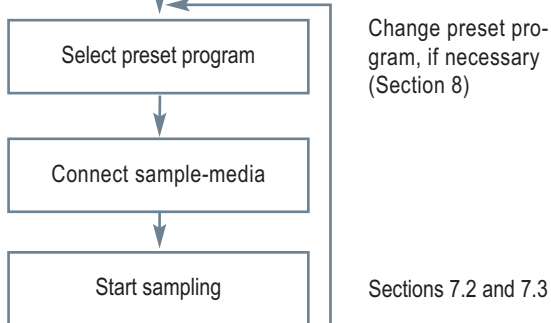 Select preset program
Change preset pro-
gram, if necessary
(Section 8)
Connect sample-media
Start sampling
Sections 7.2 and 7.3